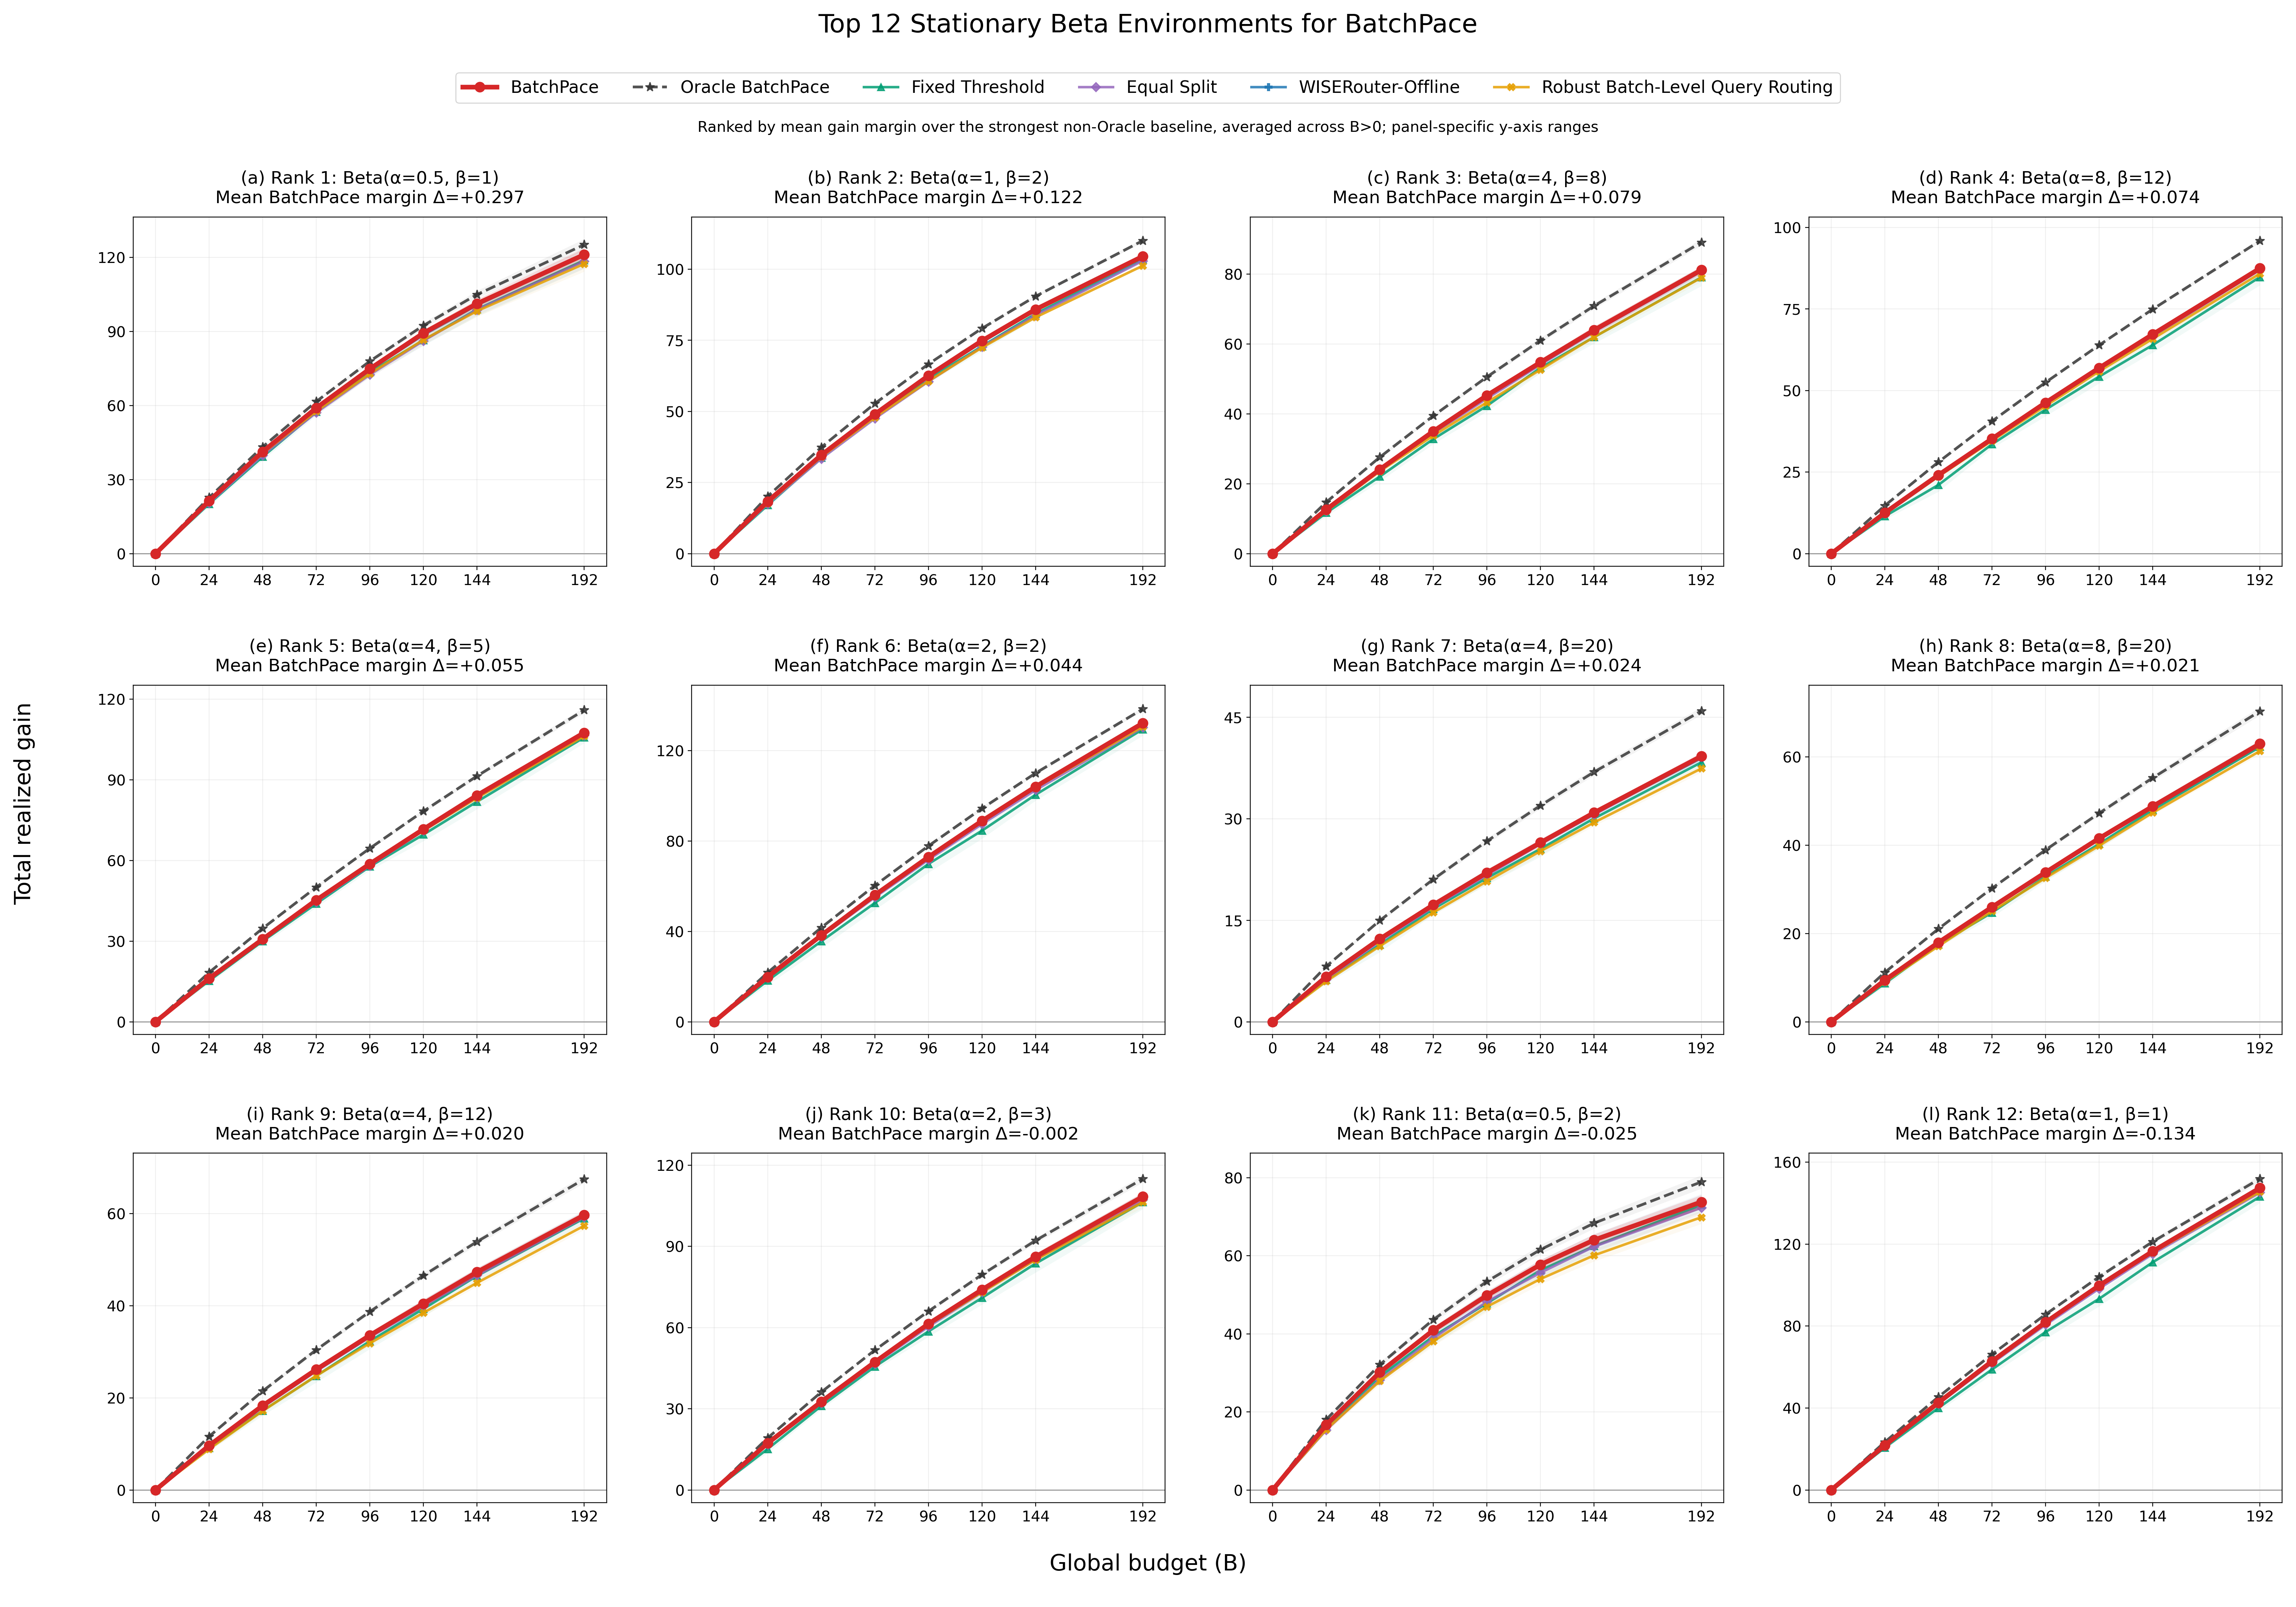 Top 12 Stationary Beta Environments for BatchPace
BatchPace
Oracle BatchPace
Fixed Threshold
Equal Split
WISERouter-Offline
Robust Batch-Level Query Routing
Ranked by mean gain margin over the strongest non-Oracle baseline, averaged across B>0; panel-specific y-axis ranges
Total realized gain
(a) Rank 1: Beta(α=0.5, β=1)
Mean BatchPace margin Δ=+0.297
120
90
60
30
0
0 24 48 72 96 120 144 192
(b) Rank 2: Beta(α=1, β=2)
Mean BatchPace margin Δ=+0.122
100
75
50
25
0
0 24 48 72 96 120 144 192
(c) Rank 3: Beta(α=4, β=8)
Mean BatchPace margin Δ=+0.079
80
60
40
20
0
0 24 48 72 96 120 144 192
(d) Rank 4: Beta(α=8, β=12)
Mean BatchPace margin Δ=+0.074
100
75
50
25
0
0 24 48 72 96 120 144 192
(e) Rank 5: Beta(α=4, β=5)
Mean BatchPace margin Δ=+0.055
120
90
60
30
0
0 24 48 72 96 120 144 192
(f) Rank 6: Beta(α=2, β=2)
Mean BatchPace margin Δ=+0.044
120
80
40
0
0 24 48 72 96 120 144 192
(g) Rank 7: Beta(α=4, β=20)
Mean BatchPace margin Δ=+0.024
45
30
15
0
0 24 48 72 96 120 144 192
(h) Rank 8: Beta(α=8, β=20)
Mean BatchPace margin Δ=+0.021
60
40
20
0
0 24 48 72 96 120 144 192
(i) Rank 9: Beta(α=4, β=12)
Mean BatchPace margin Δ=+0.020
60
40
20
0
0 24 48 72 96 120 144 192
(j) Rank 10: Beta(α=2, β=3)
Mean BatchPace margin Δ=-0.002
120
90
60
30
0
0 24 48 72 96 120 144 192
(k) Rank 11: Beta(α=0.5, β=2)
Mean BatchPace margin Δ=-0.025
80
60
40
20
0
0 24 48 72 96 120 144 192
(l) Rank 12: Beta(α=1, β=1)
Mean BatchPace margin Δ=-0.134
160
120
80
40
0
0 24 48 72 96 120 144 192
Global budget (B)